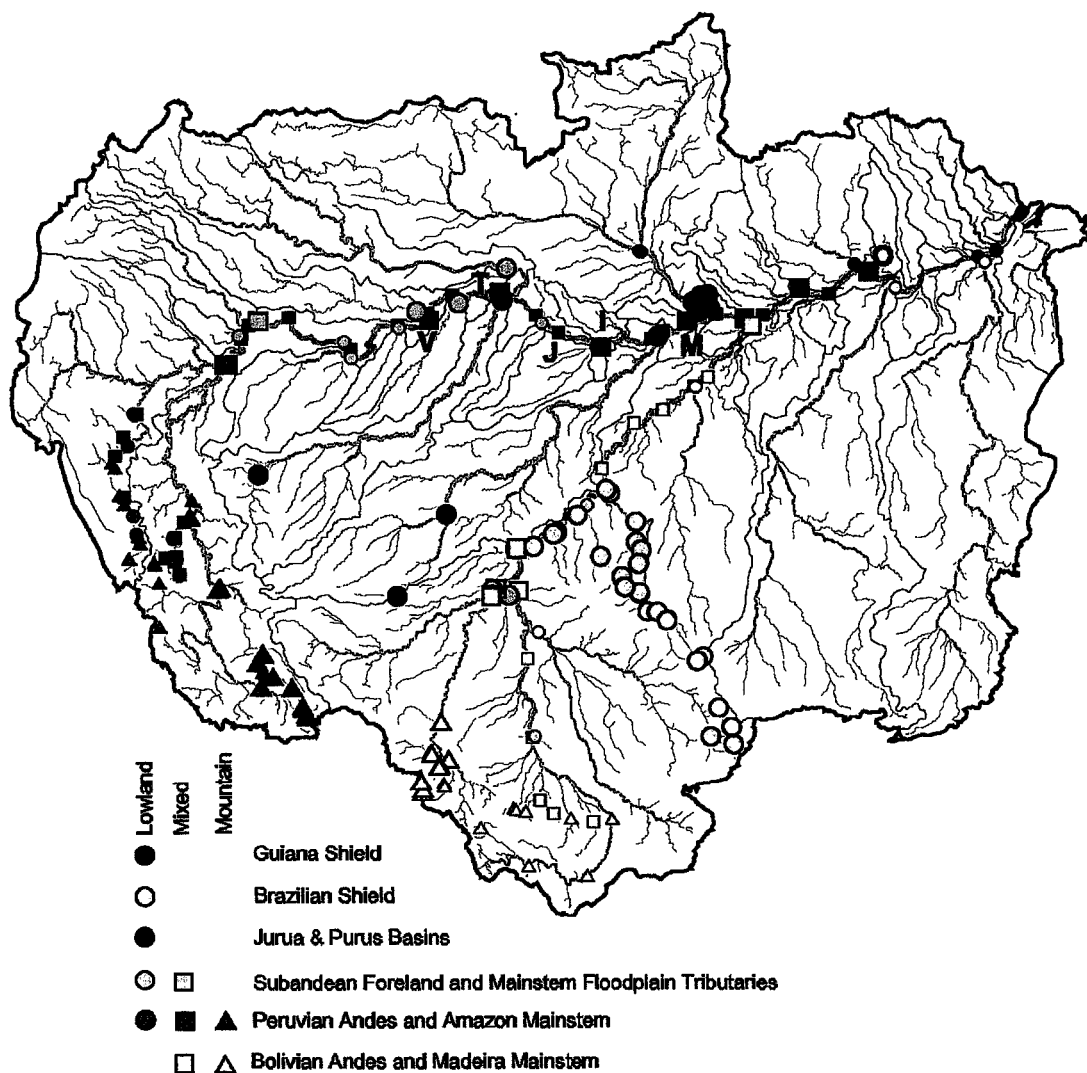 T
I
V
J
M
Lowland
Mixed
Mountain
Guiana Shield
Brazilian Shield
Jurua & Purus Basins
Subandean Foreland and Mainstem Floodplain Tributaries
Peruvian Andes and Amazon Mainstem
Bolivian Andes and Madeira Mainstem